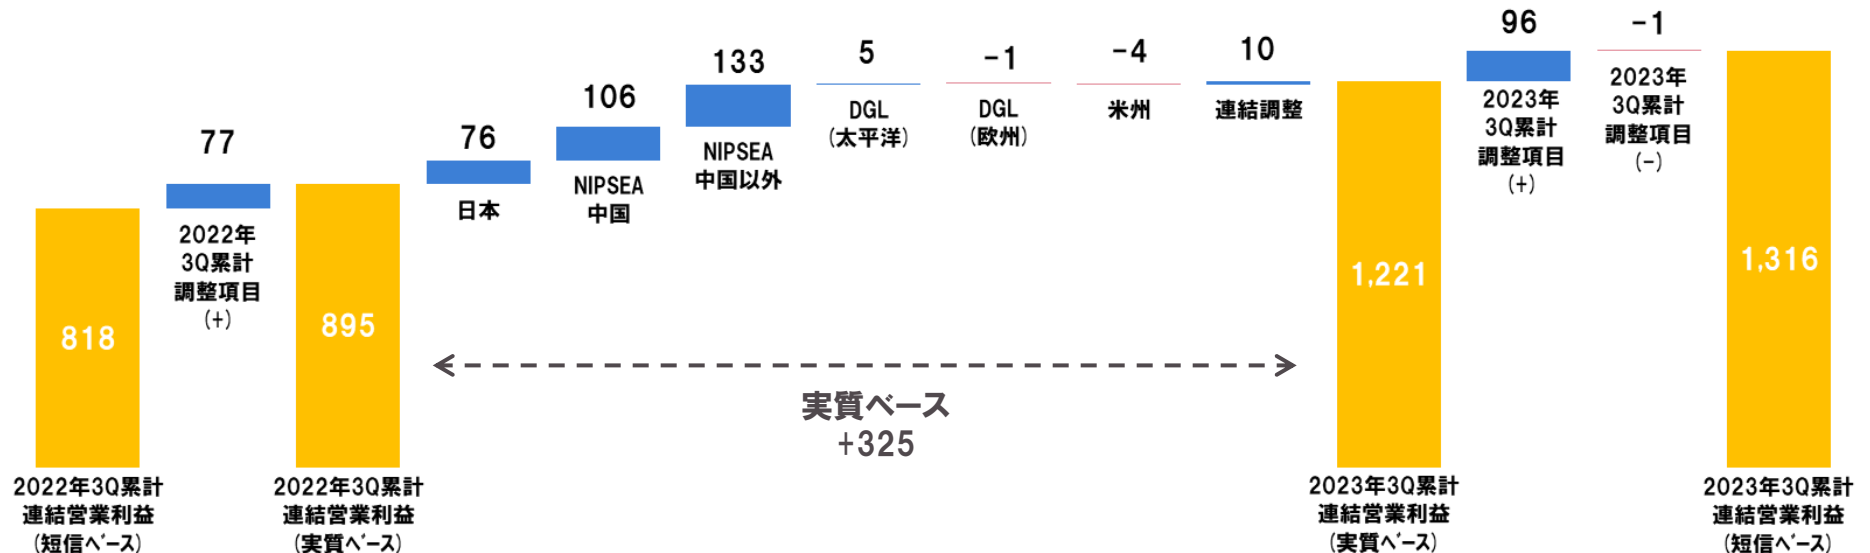 818
2022年3Q累計
連結営業利益
(短信ベース)
77
2022年
3Q累計
調整項目
(+)
895
2022年3Q累計
連結営業利益
(実質ベース)
76
日本
106
NIPSEA
中国
133
NIPSEA
中国以外
5
DGL
(太平洋)
-1
DGL
(欧州)
-4
米州
10
連結調整
実質ベース
+325
1,221
2023年3Q累計
連結営業利益
(実質ベース)
96
2023年
3Q累計
調整項目
(+)
-1
2023年
3Q累計
調整項目
(-)
1,316
2023年3Q累計
連結営業利益
(短信ベース)